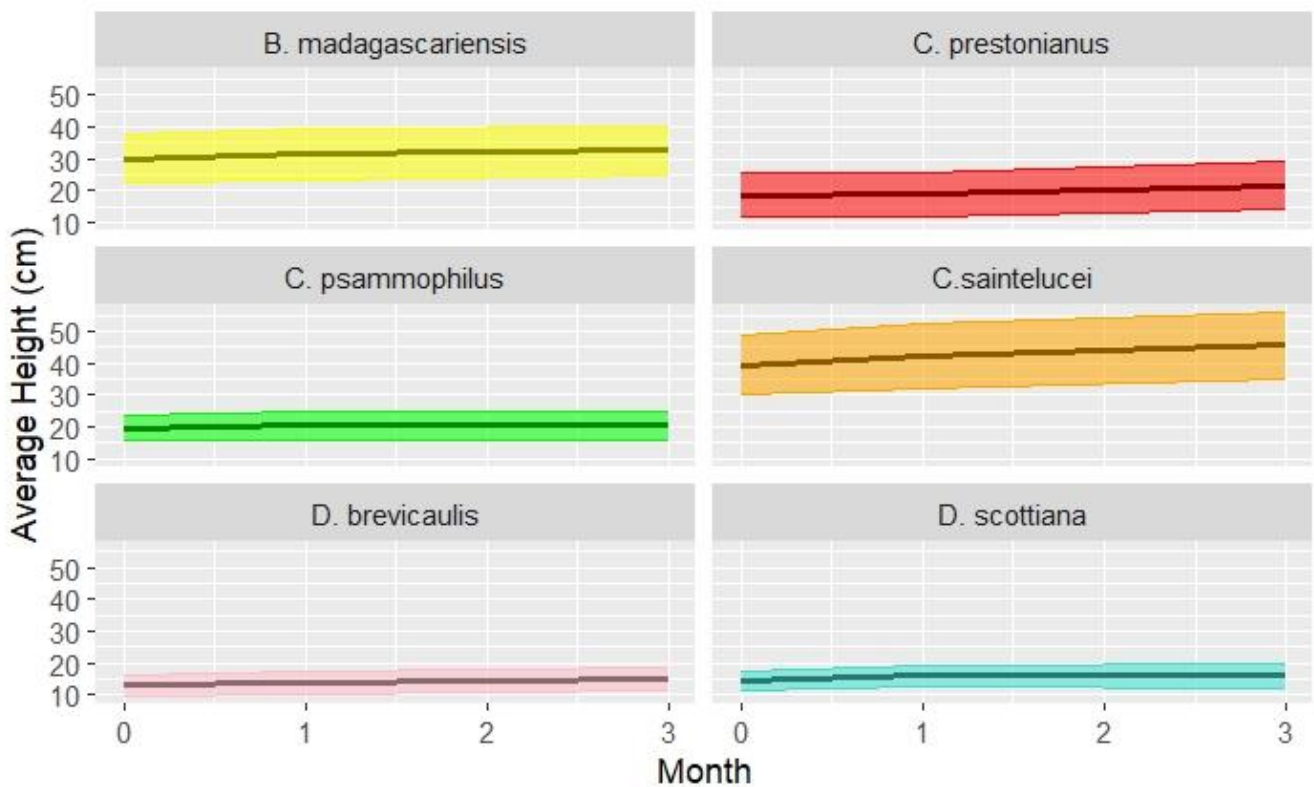 B. madagascariensis
C. prestonianus
50
40
30
20
10
C. psammophilus
C.saintelucei
50
40
30
20
10
D. brevicaulis
D. scottiana
50
40
30
20
10
0 1 2 3
0 1 2 3
Average Height (cm)
Month